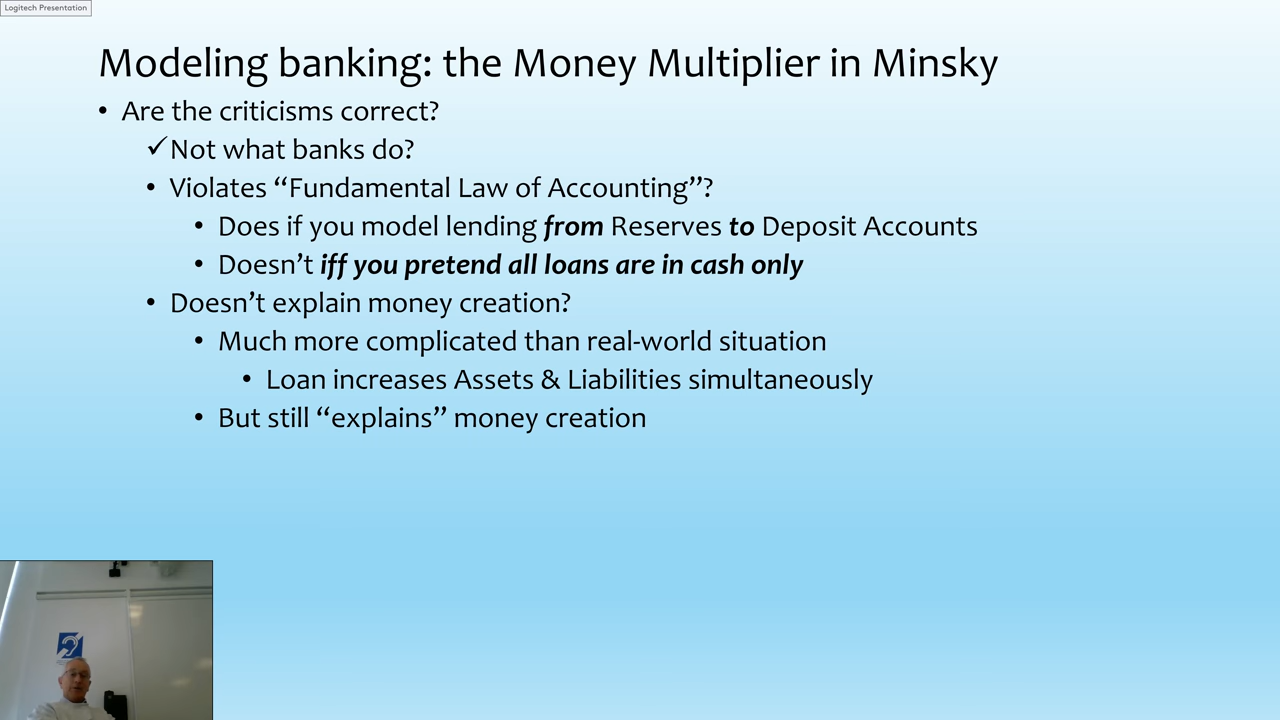 Logitech Presentation
Modeling banking: the Money Multiplier in Minsky
• Are the criticisms correct?
✓Not what banks do?
• Violates “Fundamental Law of Accounting”?
• Does if you model lending from Reserves to Deposit Accounts
• Doesn’t iff you pretend all loans are in cash only
• Doesn’t explain money creation?
• Much more complicated than real-world situation
• Loan increases Assets & Liabilities simultaneously
• But still “explains” money creation